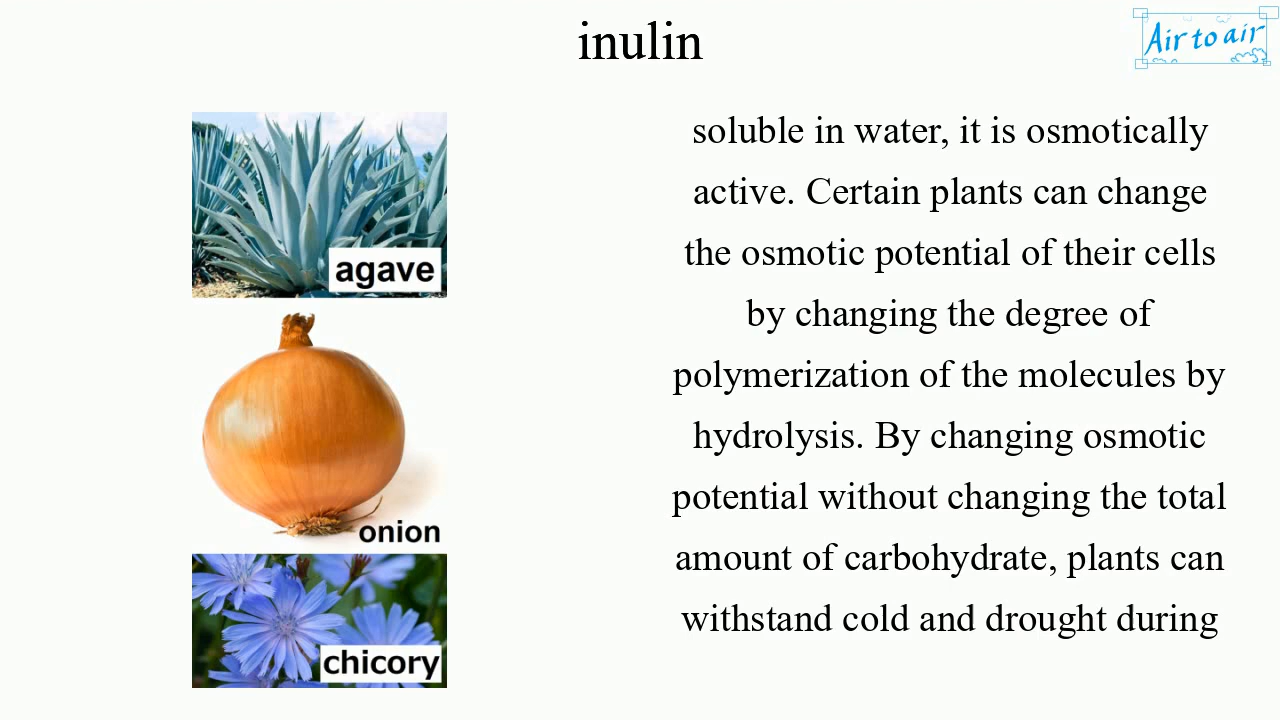 inulin
Air to air
agave
onion
chicory
soluble in water, it is osmotically
active. Certain plants can change
the osmotic potential of their cells
by changing the degree of
polymerization of the molecules by
hydrolysis. By changing osmotic
potential without changing the total
amount of carbohydrate, plants can
withstand cold and drought during